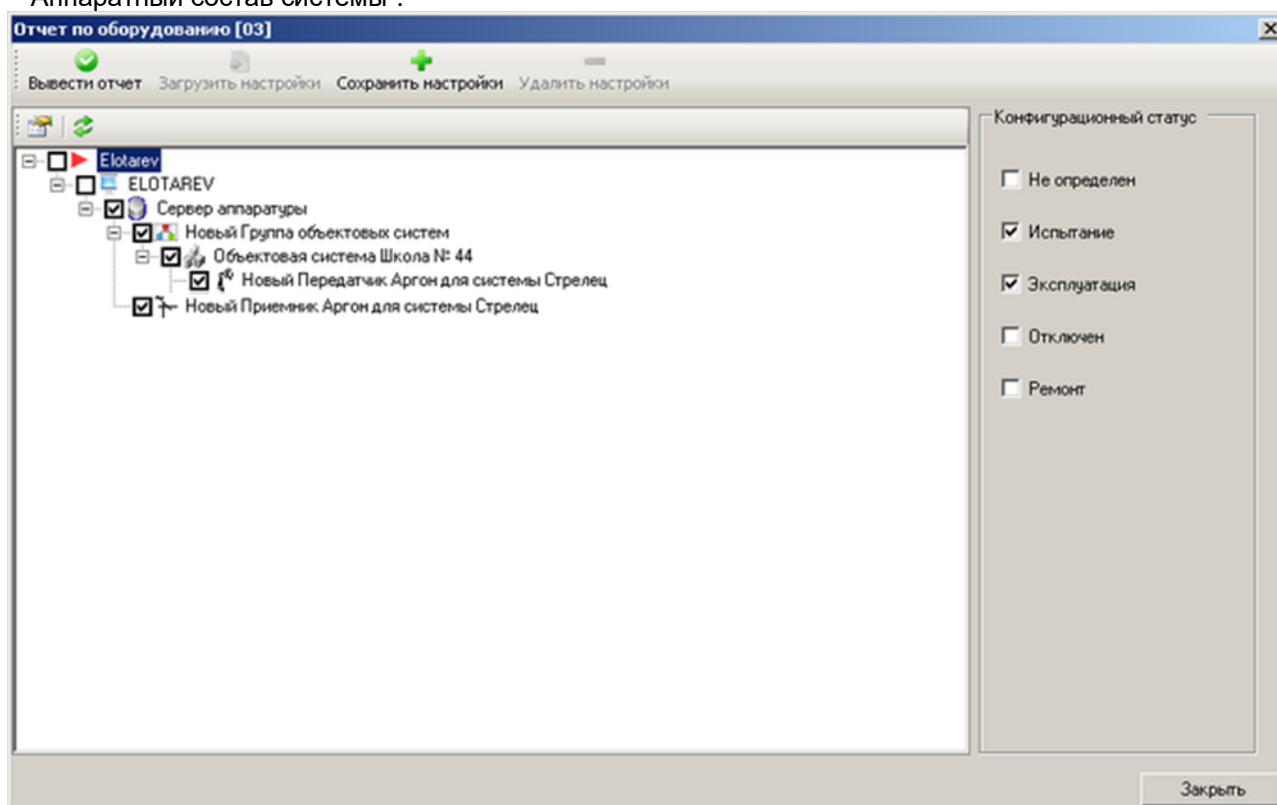 Аппаратный состав системы .
Отчет по оборудованию [03]
Вывести отчет Загрузить настройки Сохранить настройки Удалить настройки
Конфигурационный статус
Elotarev
ELOTAREV
Не определен
Сервер аппаратуры
Новый Группа объектовых систем
Испытание
Объектовая система Школа № 44
Новый Передатчик Аргон для системы Стрелец
Эксплуатация
Новый Приемник Аргон для системы Стрелец
Отключен
Ремонт
Закрыть